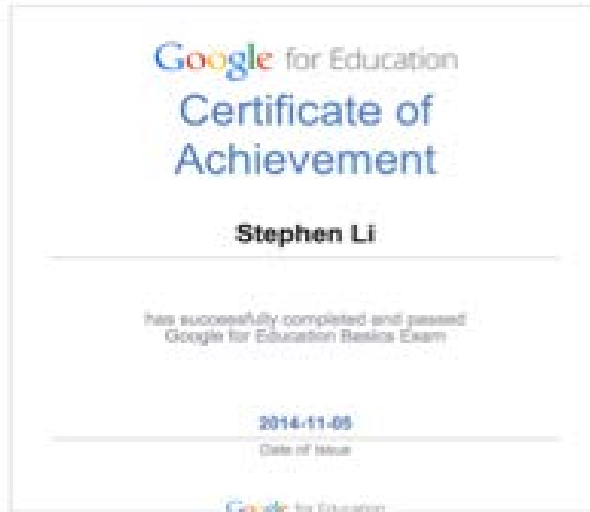 Google for Education
Certificate of
Achievement
Stephen Li
has successfully completed and passed
Google for Education Basics Exam
2014-11-05
Date of Issue
Google for Education